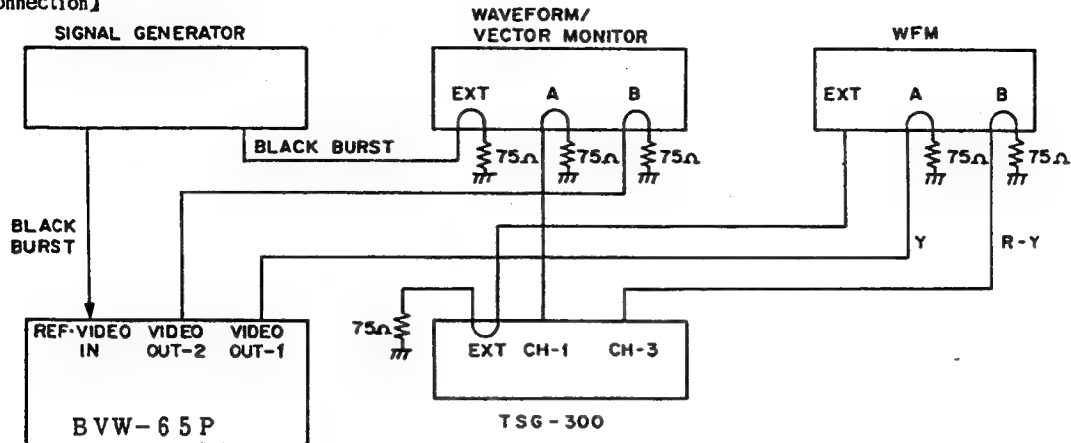 onnection】
SIGNAL GENERATOR
WAVEFORM/
VECTOR MONITOR
WFM
EXT A B
EXT A B
BLACK BURST
75Ω 75Ω 75Ω
75Ω 75Ω
BLACK
BURST
Y
R-Y
REF·VIDEO
IN
VIDEO
OUT-2
VIDEO
OUT-1
75Ω
EXT CH-1 CH-3
BVW-65P
TSG-300